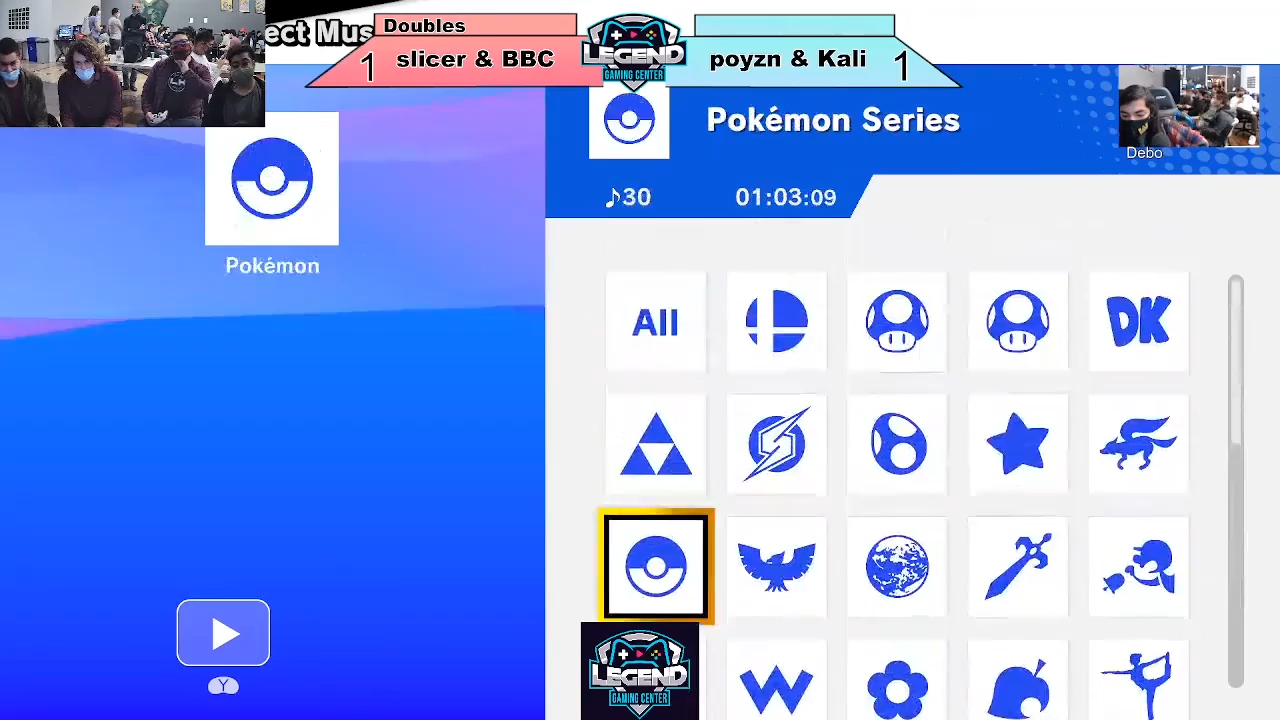 ect Mus
Doubles
1 slicer & BBC
LEGEND
GAMING CENTER
poyzn & Kali 1
Pokémon Series
Debo
♪30 01:03:09
Pokémon
All
DK
Y
LEGEND
GAMING CENTER